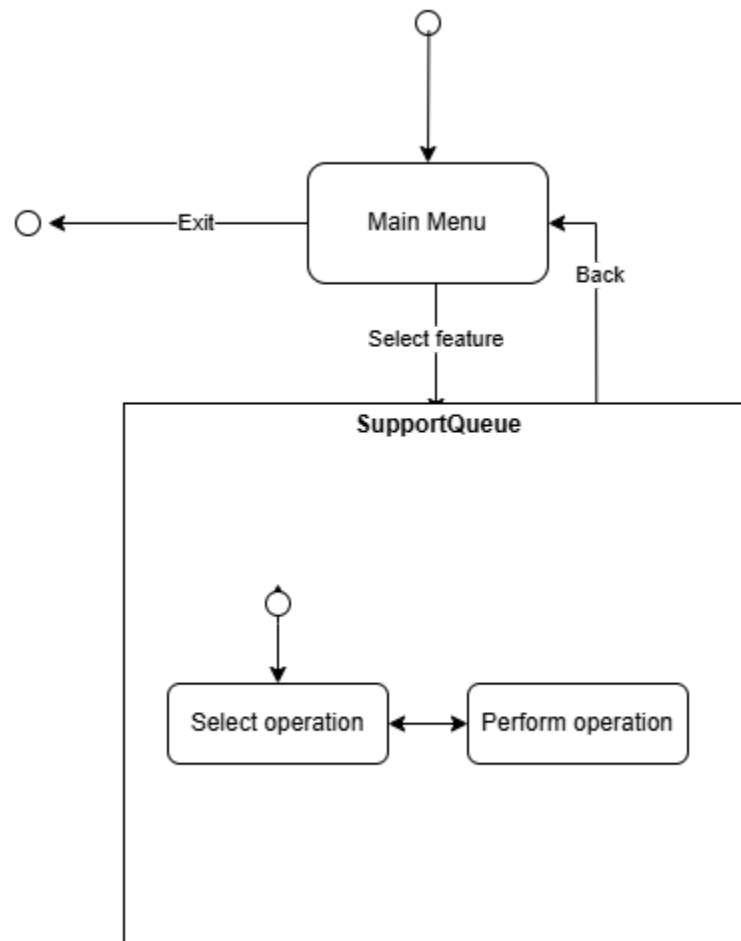 Main Menu
Exit
Back
Select feature
SupportQueue
Select operation
Perform operation